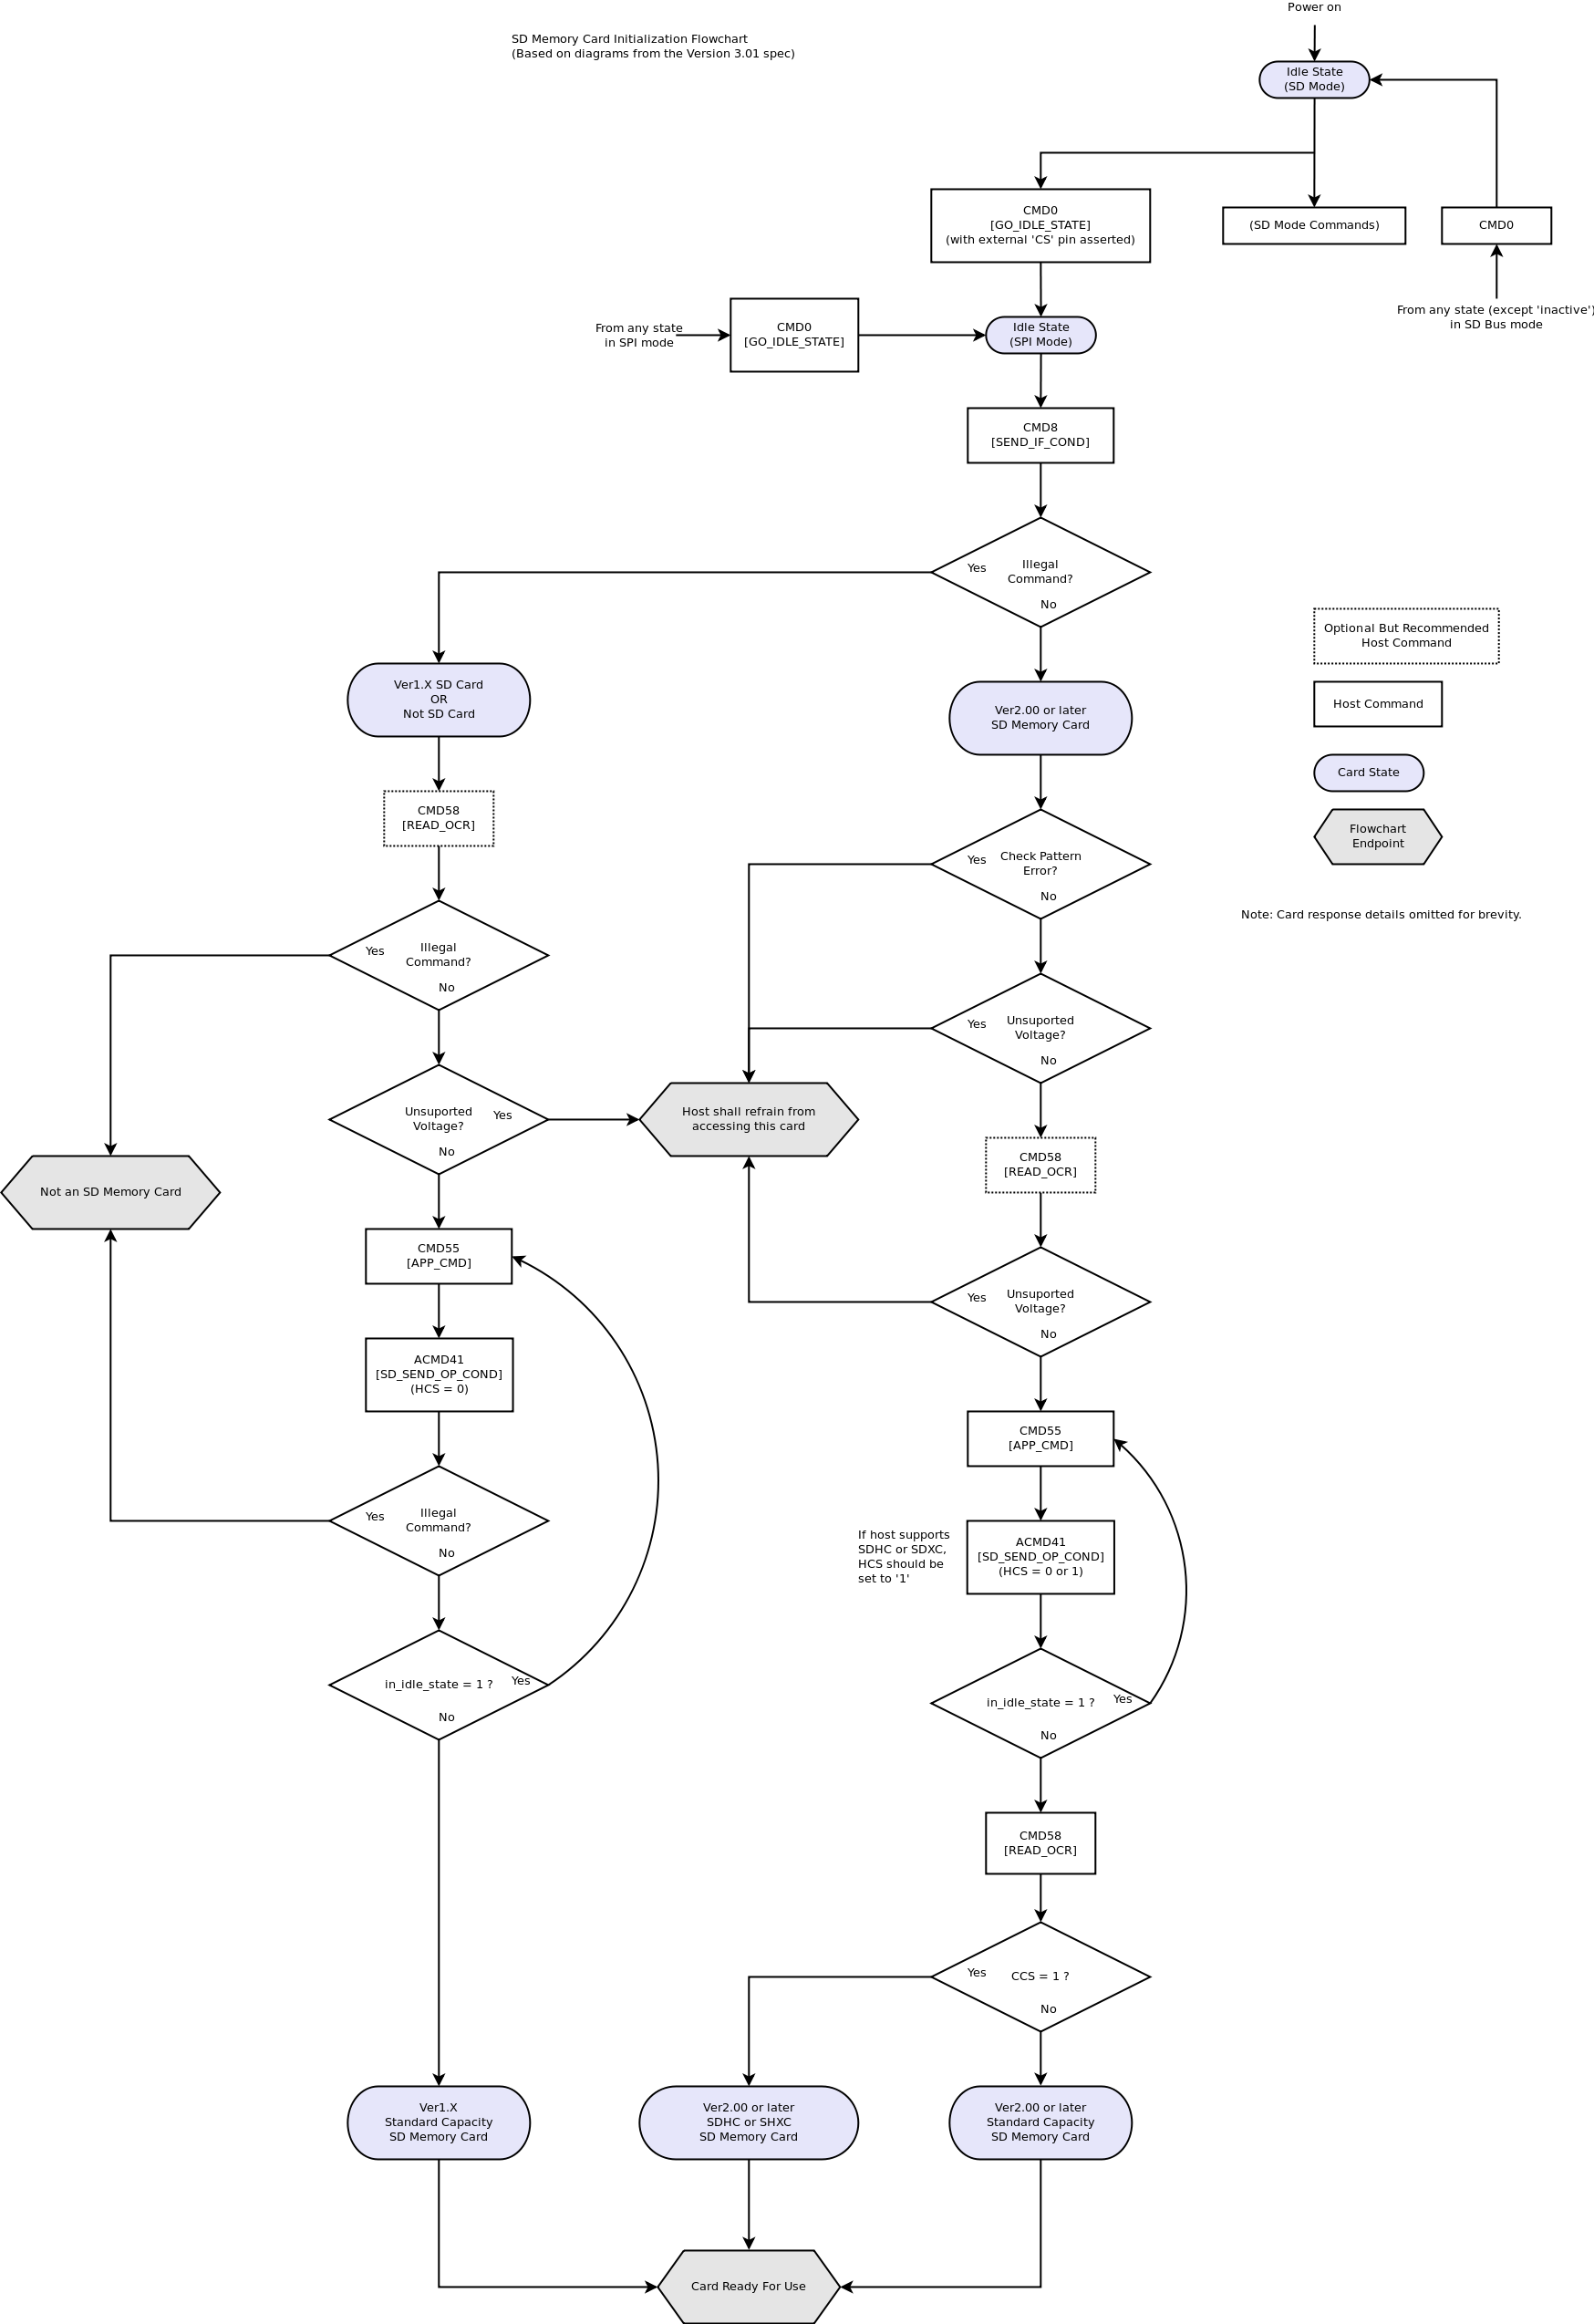 Power on
SD Memory Card Initialization Flowchart
(Based on diagrams from the Version 3.01 spec)
Idle State
(SD Mode)
CMD0
[GO_IDLE_STATE]
(with external 'CS' pin asserted)
(SD Mode Commands)
CMD0
From any state (except 'inactive')
in SD Bus mode
From any state
in SPI mode
CMD0
[GO_IDLE_STATE]
Idle State
(SPI Mode)
CMD8
[SEND_IF_COND]
Yes
Illegal
Command?
No
Optional But Recommended
Host Command
Host Command
Card State
Flowchart
Endpoint
Note: Card response details omitted for brevity.
Ver1.X SD Card
OR
Not SD Card
Ver2.00 or later
SD Memory Card
CMD58
[READ_OCR]
Yes
Check Pattern
Error?
No
Yes
Illegal
Command?
No
Yes
Unsuported
Voltage?
No
Unsuported
Voltage?
Yes
No
Host shall refrain from
accessing this card
CMD58
[READ_OCR]
Not an SD Memory Card
CMD55
[APP_CMD]
Yes
Unsuported
Voltage?
No
ACMD41
[SD_SEND_OP_COND]
(HCS = 0)
CMD55
[APP_CMD]
Yes
Illegal
Command?
No
If host supports
SDHC or SDXC,
HCS should be
set to '1'
ACMD41
[SD_SEND_OP_COND]
(HCS = 0 or 1)
in_idle_state = 1 ?
Yes
No
in_idle_state = 1 ?
Yes
No
CMD58
[READ_OCR]
Yes
CCS = 1 ?
No
Ver1.X
Standard Capacity
SD Memory Card
Ver2.00 or later
SDHC or SHXC
SD Memory Card
Ver2.00 or later
Standard Capacity
SD Memory Card
Card Ready For Use